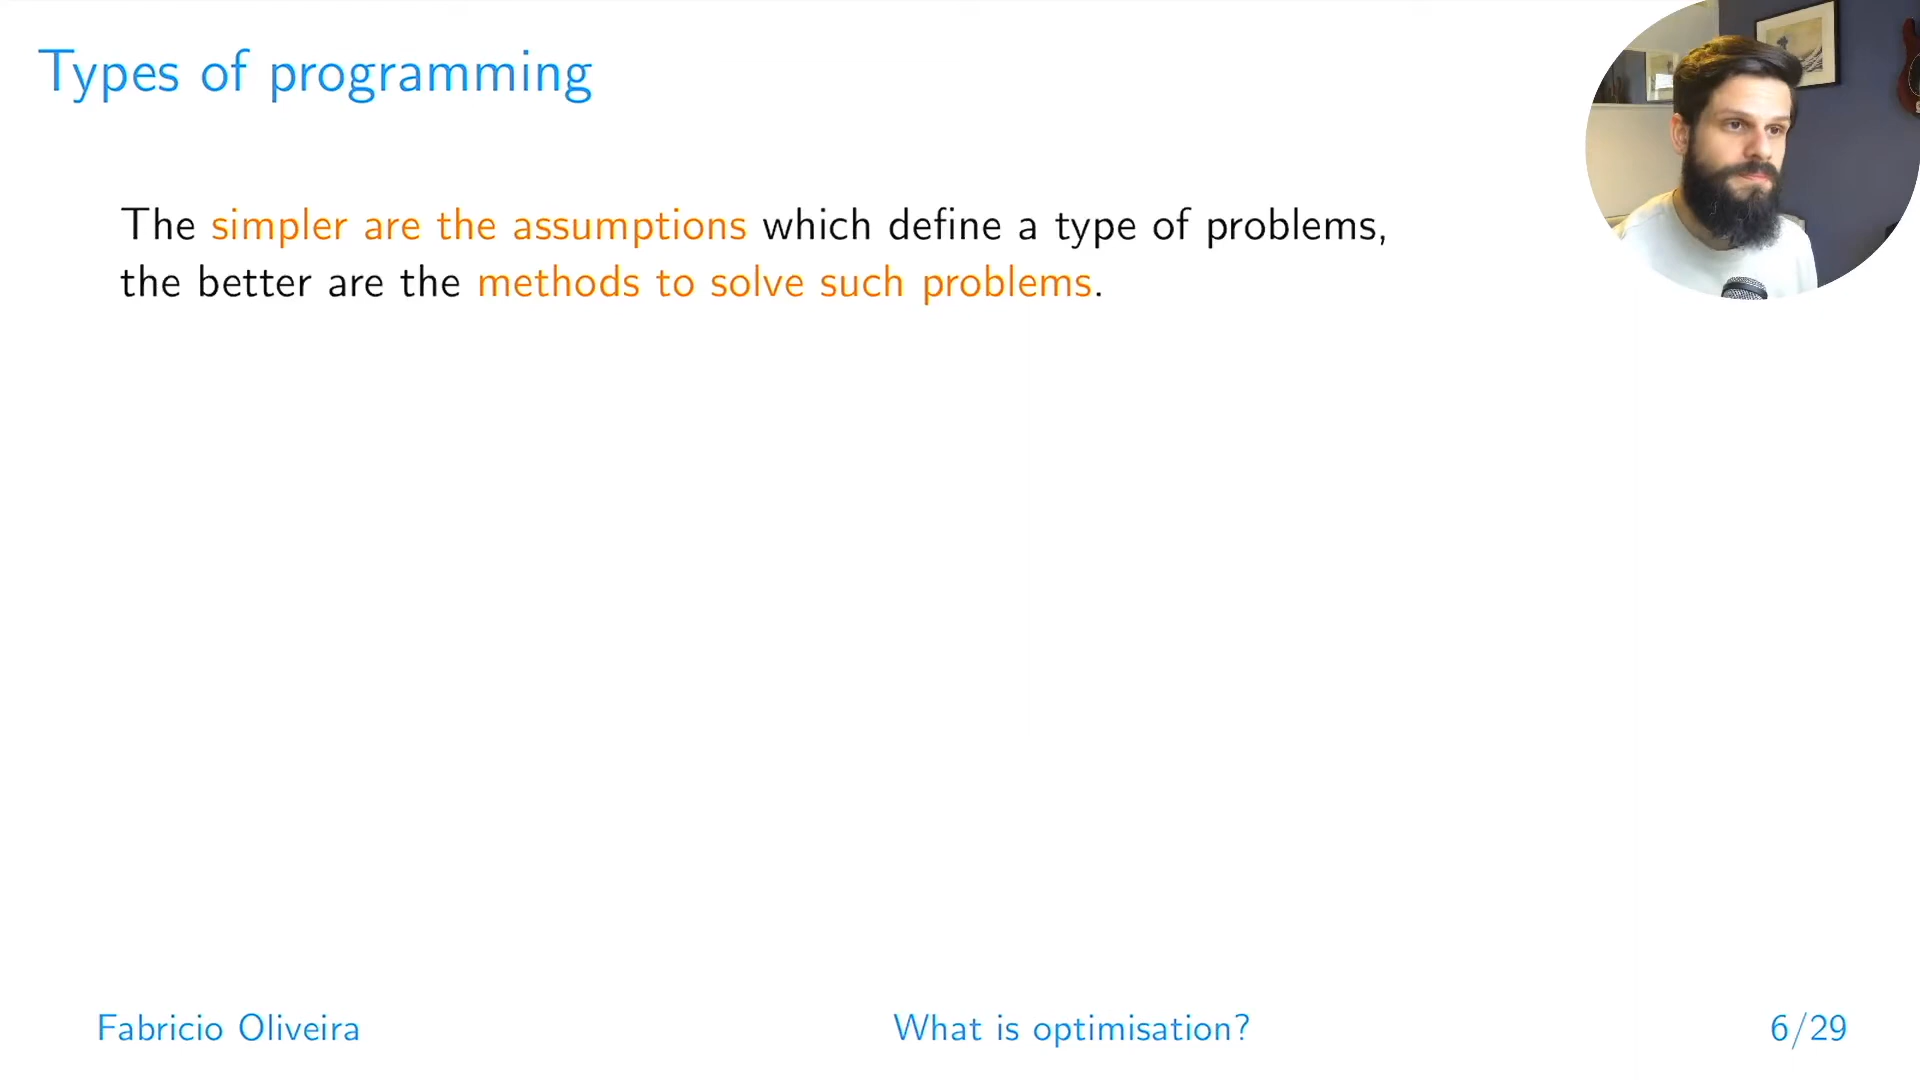 Types of programming
The simpler are the assumptions which define a type of problems,
the better are the methods to solve such problems.
Fabricio Oliveira
What is optimisation?
6/29